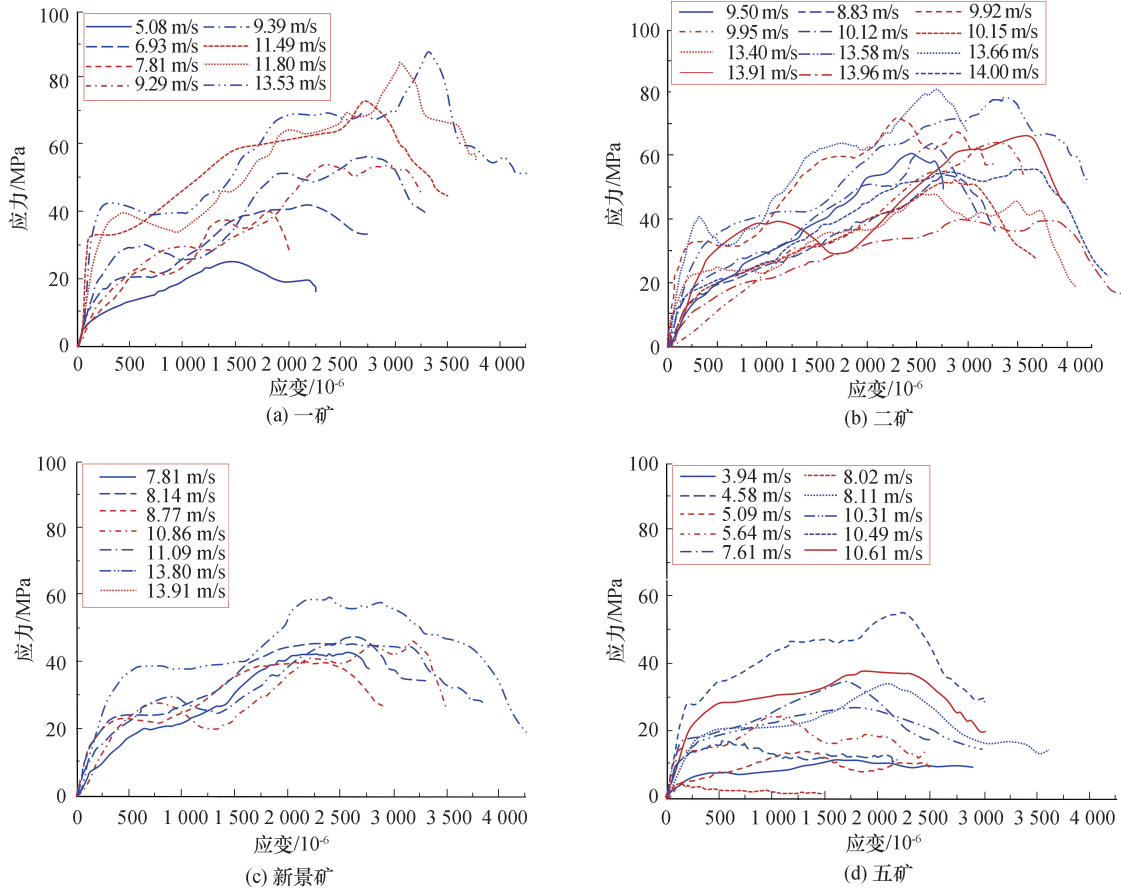 100
80
60
40
20
0
应力/MPa
5.08 m/s 9.39 m/s
6.93 m/s 11.49 m/s
7.81 m/s 11.80 m/s
9.29 m/s 13.53 m/s
500 1 000 1 500 2 000 2 500 3 000 3 500 4 000
应变/10-6
(a) 一矿
100
80
60
40
20
0
应力/MPa
9.50 m/s 8.83 m/s 9.92 m/s
9.95 m/s 10.12 m/s 10.15 m/s
13.40 m/s 13.58 m/s 13.66 m/s
13.91 m/s 13.96 m/s 14.00 m/s
500 1 000 1 500 2 000 2 500 3 000 3 500 4 000
应变/10-6
(b) 二矿
100
80
60
40
20
0
应力/MPa
7.81 m/s
8.14 m/s
8.77 m/s
10.86 m/s
11.09 m/s
13.80 m/s
13.91 m/s
500 1 000 1 500 2 000 2 500 3 000 3 500 4 000
应变/10-6
(c) 新景矿
100
80
60
40
20
0
应力/MPa
3.94 m/s 8.02 m/s
4.58 m/s 8.11 m/s
5.09 m/s 10.31 m/s
5.64 m/s 10.49 m/s
7.61 m/s 10.61 m/s
500 1 000 1 500 2 000 2 500 3 000 3 500 4 000
应变/10-6
(d) 五矿